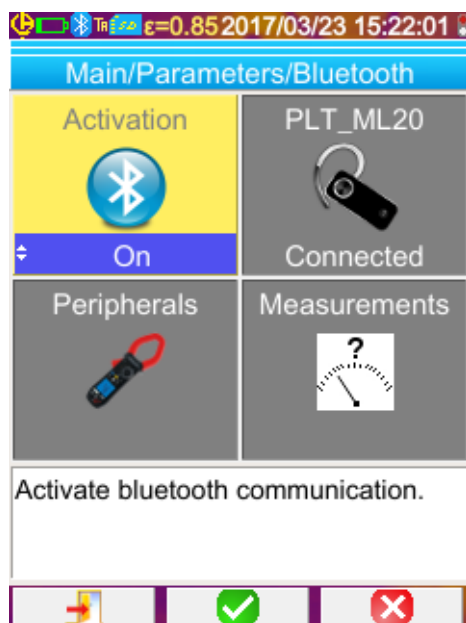 ε=0.85 2017/03/23 15:22:01
Main/Parameters/Bluetooth
Activation
PLT_ML20
On
Connected
Peripherals
Measurements
?
Activate bluetooth communication.